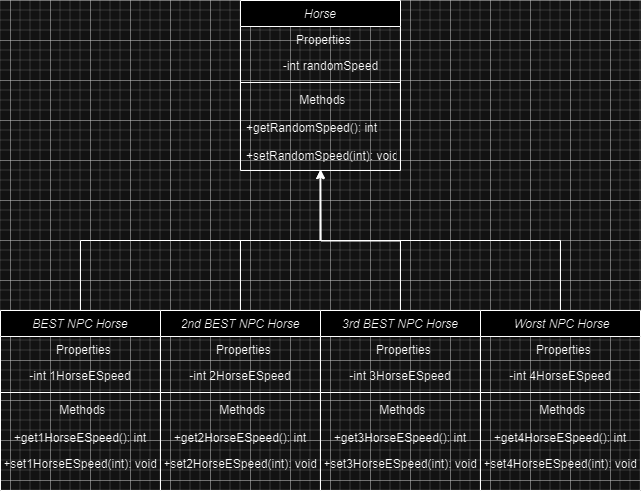 Horse
Properties
-int randomSpeed
Methods
+getRandomSpeed(): int
+setRandomSpeed(int): void
BEST NPC Horse
Properties
-int 1HorseESpeed
Methods
+get1HorseESpeed(): int
+set1HorseESpeed(int): void
2nd BEST NPC Horse
Properties
-int 2HorseESpeed
Methods
+get2HorseESpeed(): int
+set2HorseESpeed(int): void
3rd BEST NPC Horse
Properties
-int 3HorseESpeed
Methods
+get3HorseESpeed(): int
+set3HorseESpeed(int): void
Worst NPC Horse
Properties
-int 4HorseESpeed
Methods
+get4HorseESpeed(): int
+set4HorseESpeed(int): void